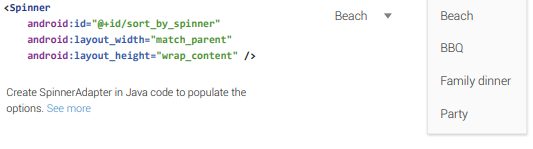 <Spinner
android:id="@+id/sort_by_spinner"
android:layout_width="match_parent"
android:layout_height="wrap_content" />
Create SpinnerAdapter in Java code to populate the
options. See more
Beach
Beach
BBQ
Family dinner
Party